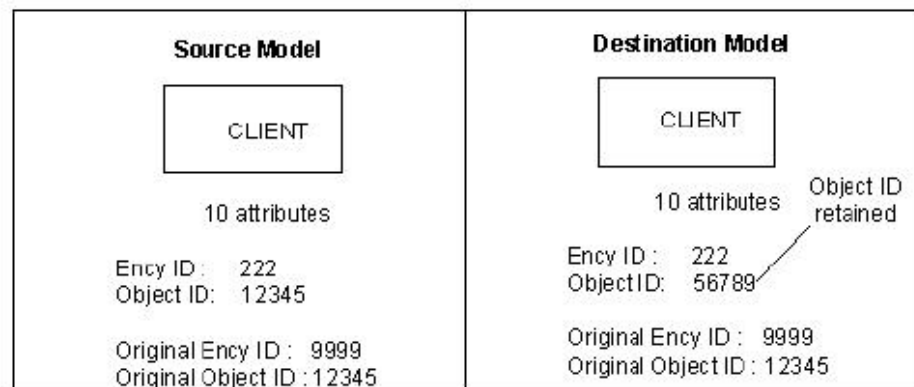 Source Model
CLIENT
10 attributes
Ency ID : 222
Object ID: 12345
Original Ency ID : 9999
Original Object ID :12345
Destination Model
CLIENT
10 attributes
Object ID
retained
Ency ID : 222
Object ID: 56789
Original Ency ID : 9999
Original Object ID :12345